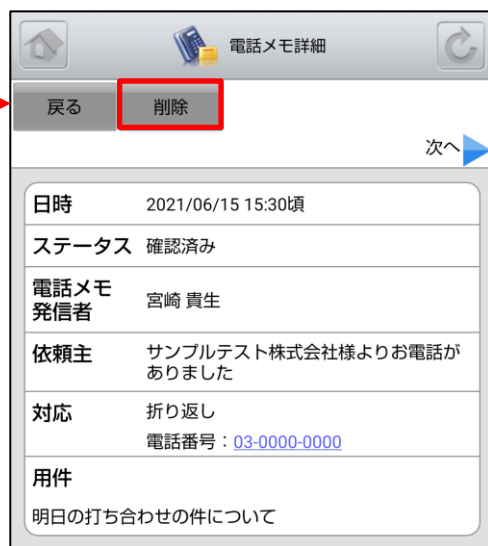 電話メモ詳細
戻る 削除
次へ
日時 2021/06/15 15:30頃
ステータス 確認済み
電話メモ
発信者 宮崎 貴生
依頼主 サンプルテスト株式会社様よりお電話が
ありました
対応 折り返し
電話番号：03-0000-0000
用件
明日の打ち合わせの件について